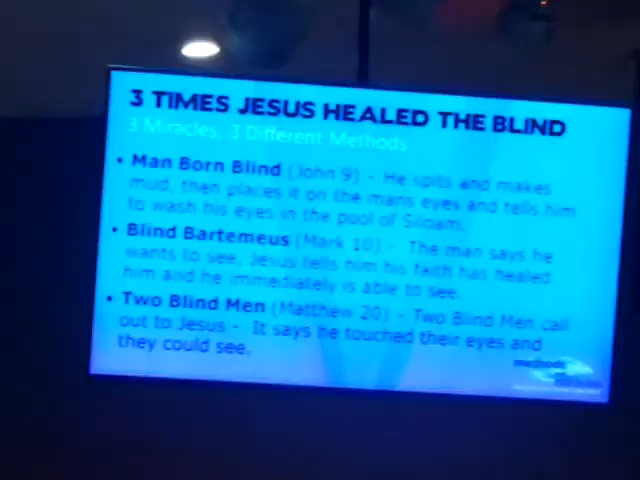 3 TIMES JESUS HEALED THE BLIND
3 Miracles, 3 Different Methods
• Man Born Blind (John 9) - He spits and makes
mud, then places it on the mans eyes and tells him
to wash his eyes in the pool of Siloam.
• Blind Bartemeus (Mark 10) - The man says he
wants to see, Jesus tells him his faith has healed
him and he immediately is able to see.
• Two Blind Men (Matthew 20) - Two Blind Men call
out to Jesus - It says he touched their eyes and
they could see.